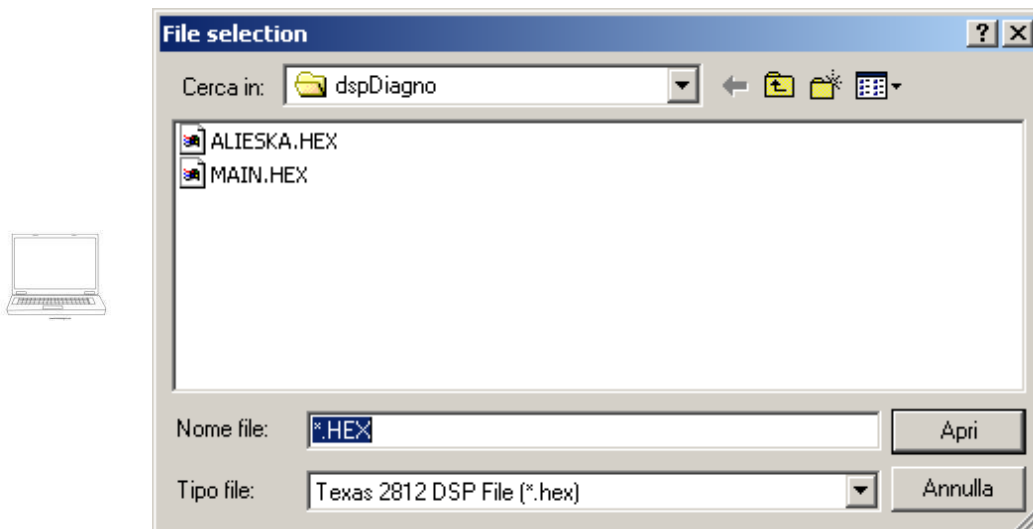 File selection
Cerca in: dspDiagno
ALIESKA.HEX
MAIN.HEX
Nome file: *.HEX Apri
Tipo file: Texas 2812 DSP File (*.hex) Annulla